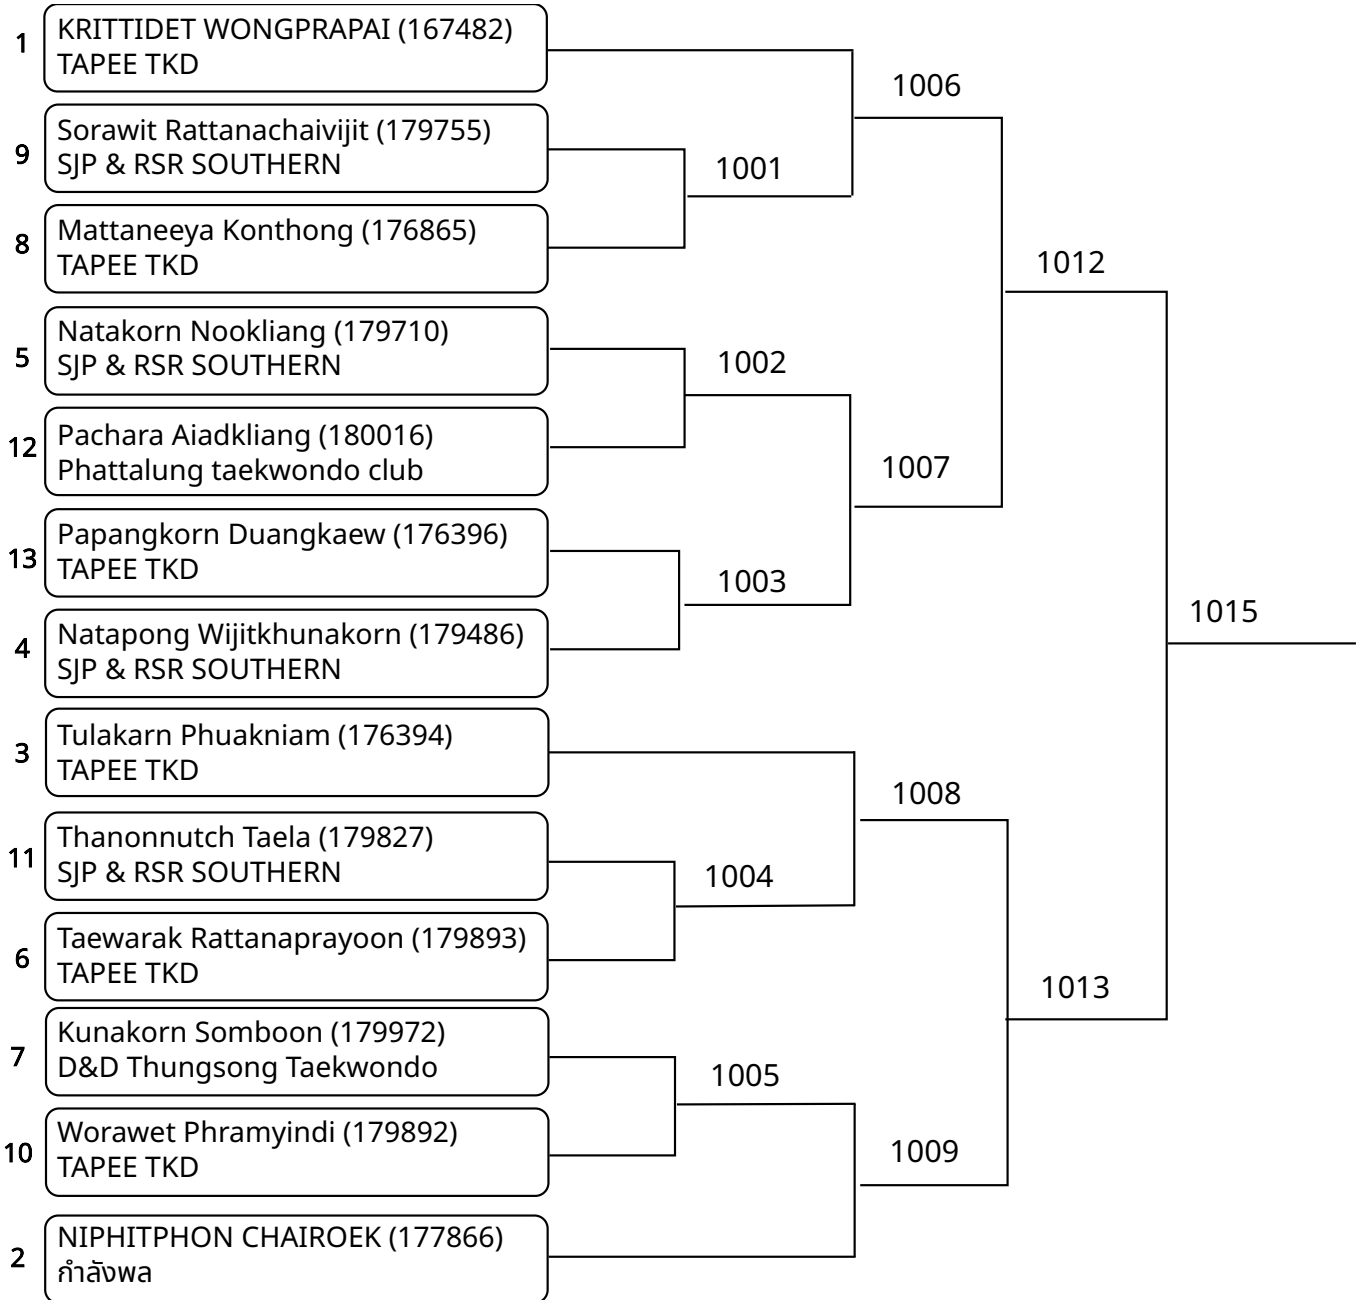 1
KRITTIDET WONGPRAPAI (167482)
TAPEE TKD
9
Sorawit Rattanachaivijit (179755)
SJP & RSR SOUTHERN
8
Mattaneeya Konthong (176865)
TAPEE TKD
5
Natakorn Nookliang (179710)
SJP & RSR SOUTHERN
12
Pachara Aiadkliang (180016)
Phattalung taekwondo club
13
Papangkorn Duangkaew (176396)
TAPEE TKD
4
Natapong Wijitkhunakorn (179486)
SJP & RSR SOUTHERN
3
Tulakarn Phuakniam (176394)
TAPEE TKD
11
Thanonnutch Taela (179827)
SJP & RSR SOUTHERN
6
Taewarak Rattanaprayoon (179893)
TAPEE TKD
7
Kunakorn Somboon (179972)
D&D Thungsong Taekwondo
10
Worawet Phramyindi (179892)
TAPEE TKD
2
NIPHITPHON CHAIROEK (177866)
กำลังพล
1001
1002
1003
1004
1005
1006
1007
1008
1009
1012
1013
1015